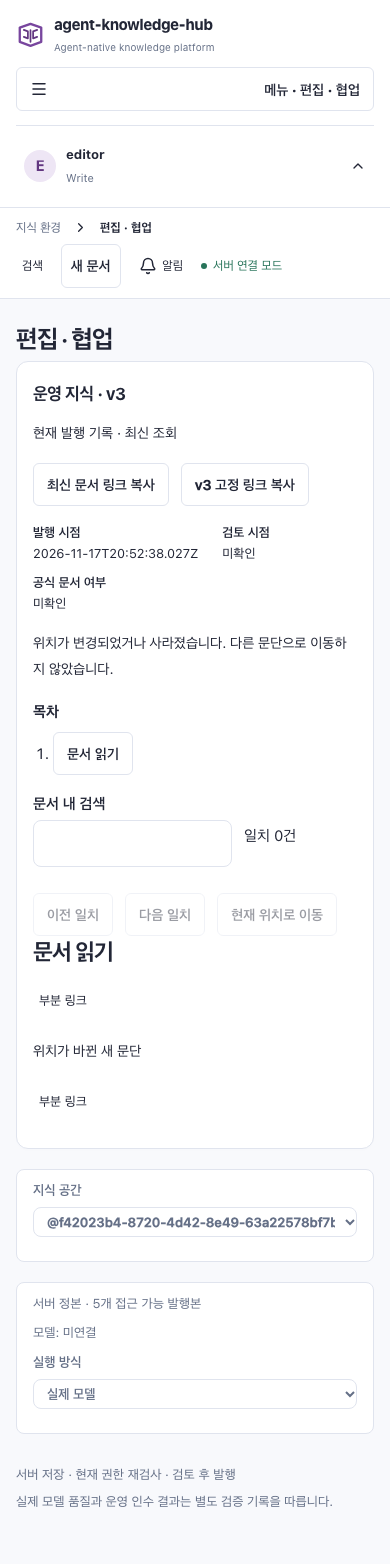 agent-knowledge-hub
Agent-native knowledge platform
메뉴 · 편집 · 협업
E
editor
Write
지식 환경 > 편집 · 협업
검색 새 문서 알림 서버 연결 모드
편집 · 협업
운영 지식 · v3
현재 발행 기록 · 최신 조회
최신 문서 링크 복사 v3 고정 링크 복사
발행 시점 검토 시점
2026-11-17T20:52:38.027Z 미확인
공식 문서 여부
미확인
위치가 변경되었거나 사라졌습니다. 다른 문단으로 이동하
지 않았습니다.
목차
1. 문서 읽기
문서 내 검색
일치 0건
이전 일치 다음 일치 현재 위치로 이동
문서 읽기
부분 링크
위치가 바뀐 새 문단
부분 링크
지식 공간
@f42023b4-8720-4d42-8e49-63a22578bf7b
서버 정본 · 5개 접근 가능 발행본
모델: 미연결
실행 방식
실제 모델
서버 저장 · 현재 권한 재검사 · 검토 후 발행
실제 모델 품질과 운영 인수 결과는 별도 검증 기록을 따릅니다.